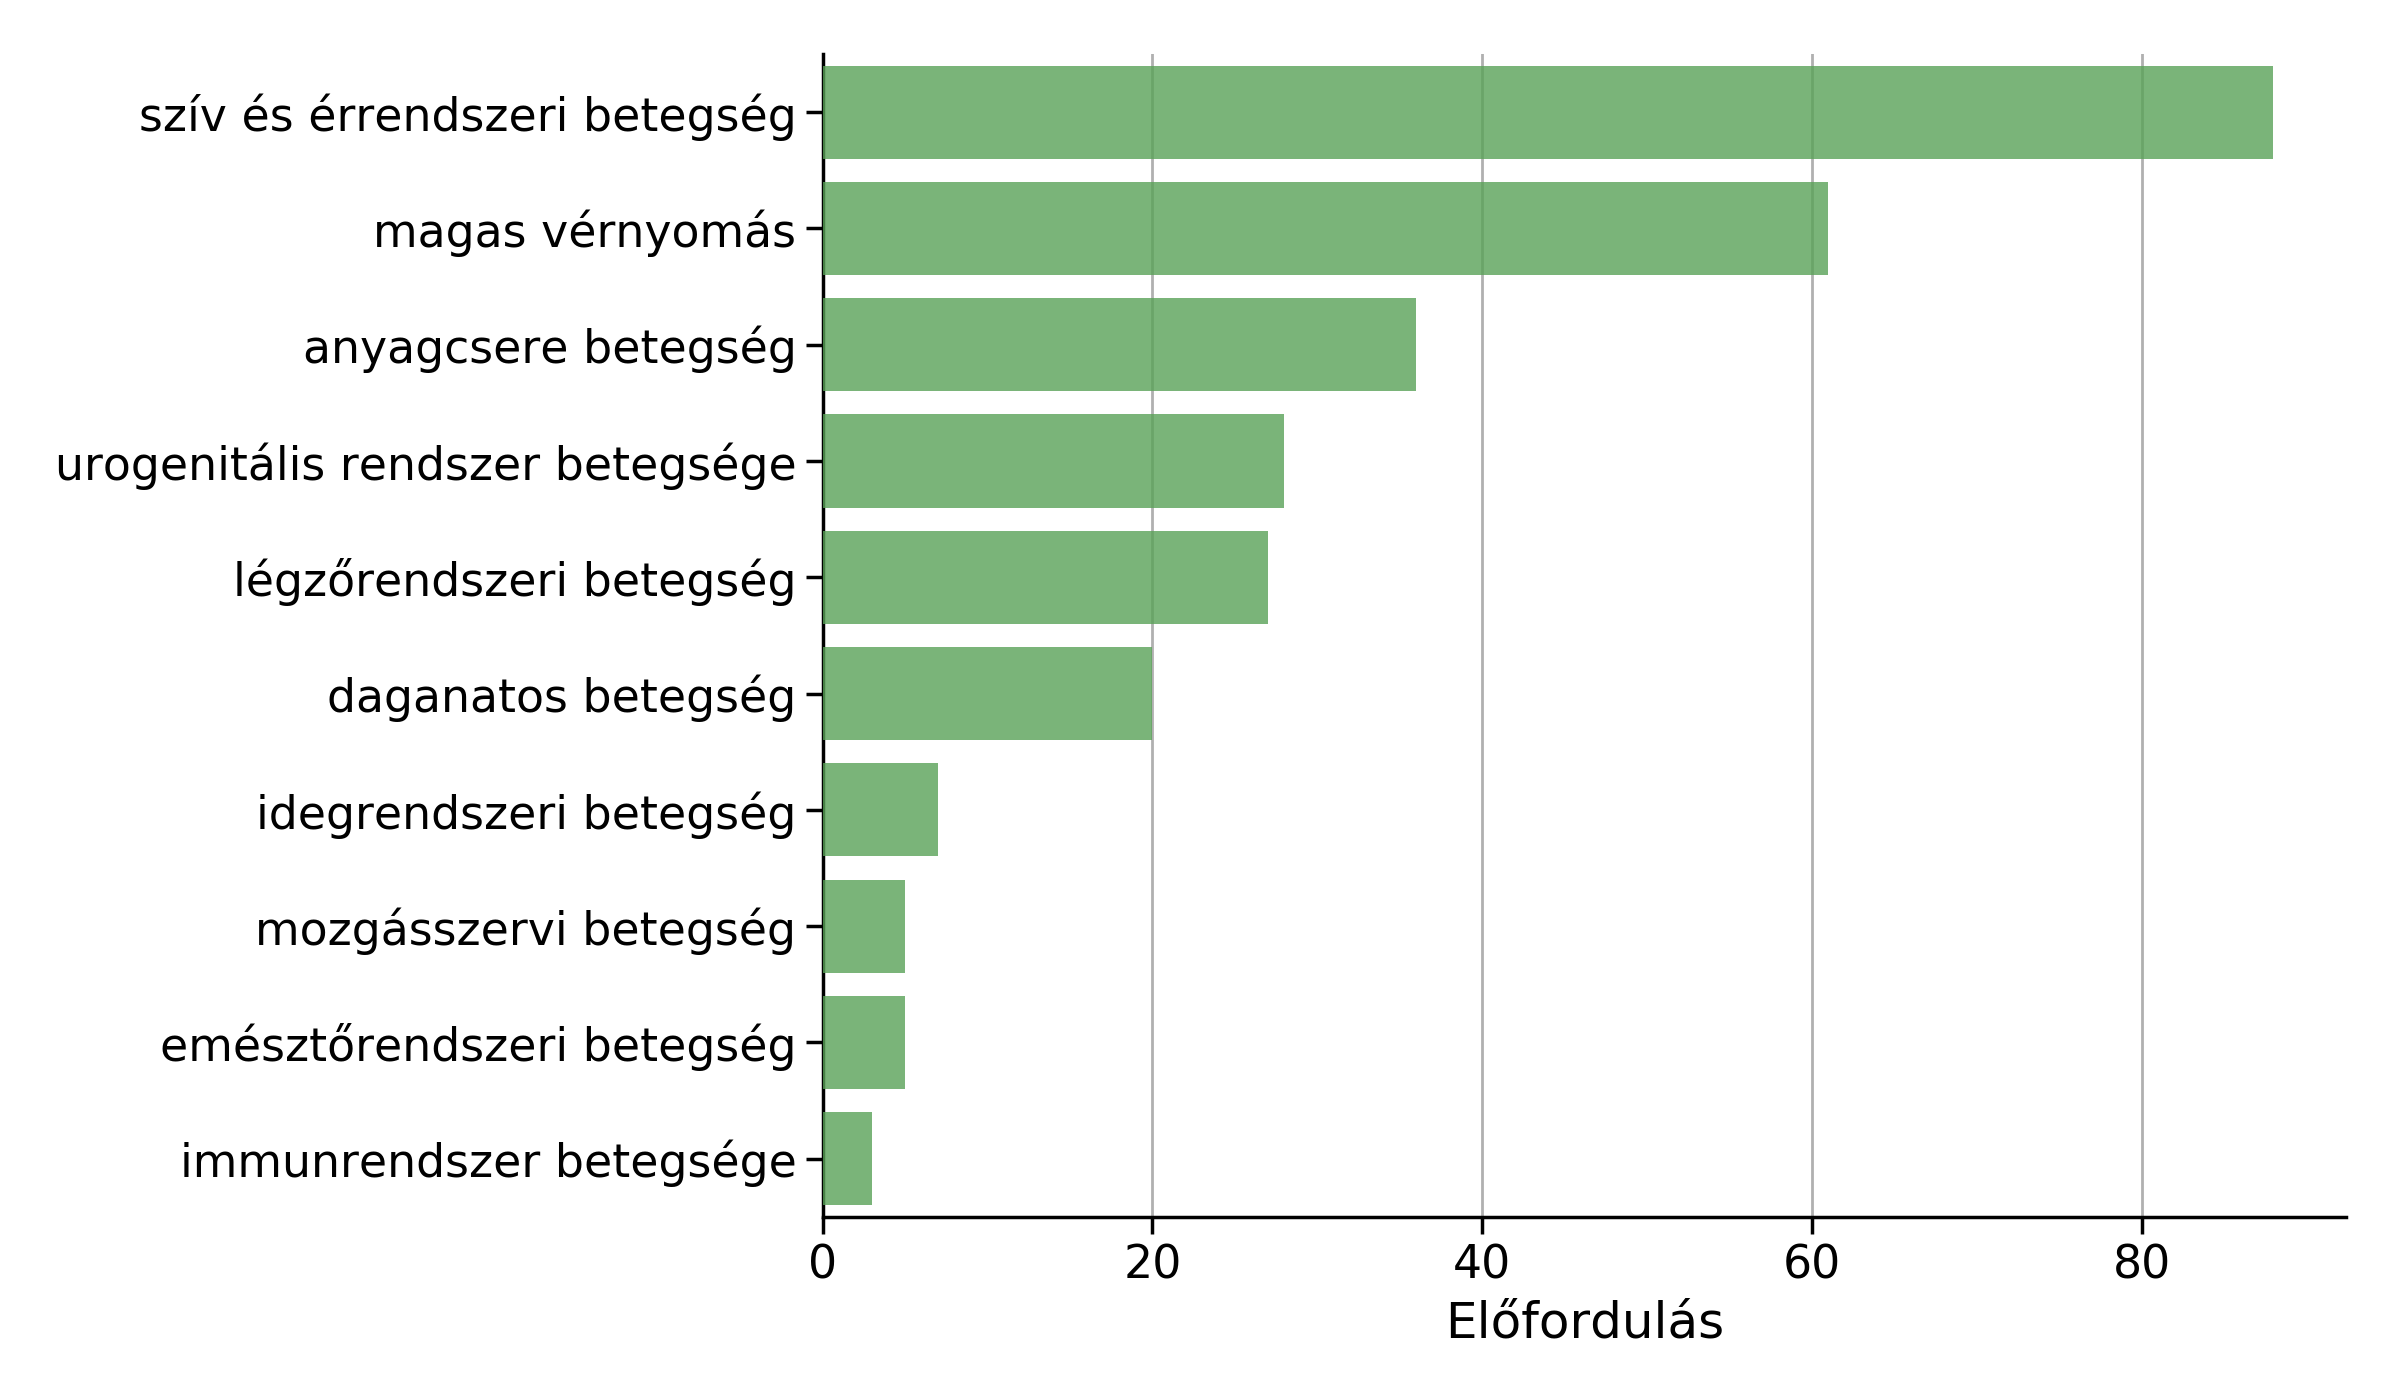 szív és érrendszeri betegség
magas vérnyomás
anyagcsere betegség
urogenitális rendszer betegsége
légzőrendszeri betegség
daganatos betegség
idegrendszeri betegség
mozgásszervi betegség
emésztőrendszeri betegség
immunrendszer betegsége
0 20 40 60 80
Előfordulás